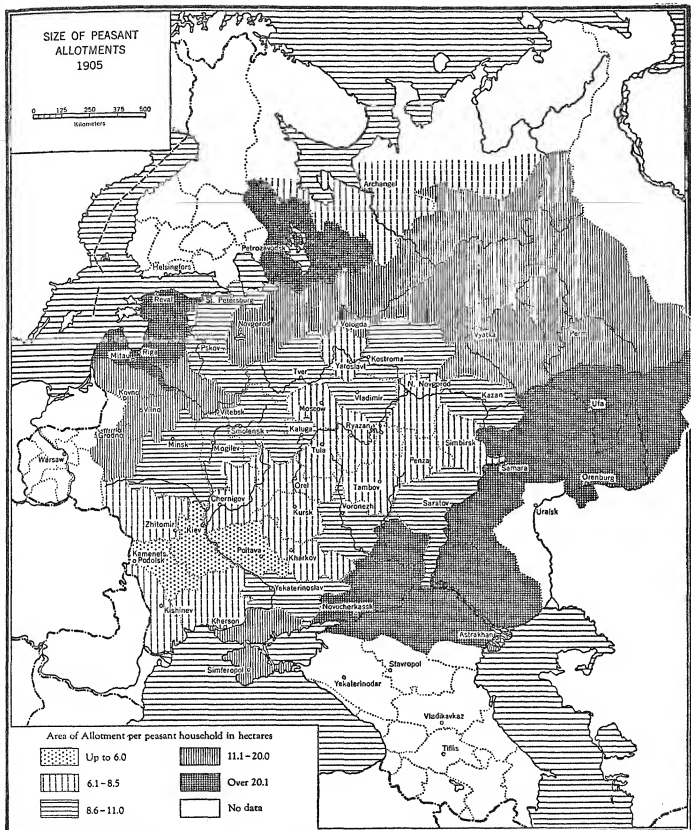 SIZE OF PEASANT
ALLOTMENTS
1905
0 125 250 375 500
Kilometers
Archangel
Petrozavodsk
Helsingfors
Reval
St. Petersburg
Novgorod
Vologda
Vyatka
Perm
Pskov
Mitau
Riga
Kostroma
Yaroslavl
Tver
N. Novgorod
Kazan
Vladimir
Kovno
Vilna
Vitebsk
Moscow
Ufa
Smolensk
Kaluga
Ryazan
Grodno
Minsk
Mogilev
Tula
Simbirsk
Warsaw
Penza
Samara
Orenburg
Orel
Tambov
Chernigov
Saratov
Kursk
Voronezh
Uralsk
Zhitomir
Kiev
Poltava
Kharkov
Kamenets
Podolsk
Yekaterinoslav
Kishinev
Novocherkassk
Kherson
Astrakhan
Simferopol
Stavropol
Yekaterinodar
Vladikavkaz
Tiflis
Area of Allotment per peasant household in hectares
Up to 6.0 11.1-20.0
6.1-8.5 Over 20.1
8.6-11.0 No data